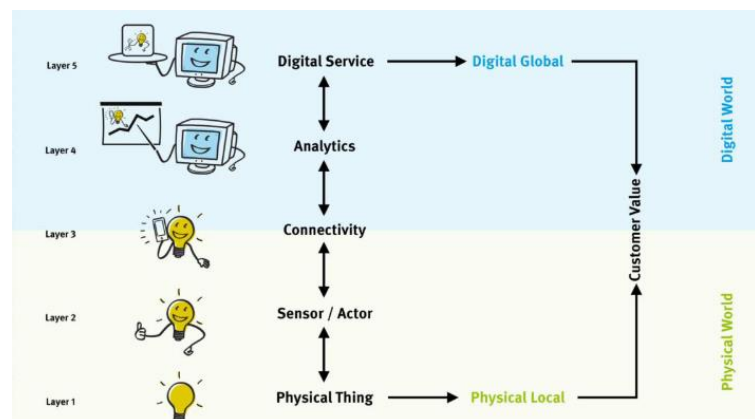 Layer 5
Digital Service
Digital Global
Layer 4
Analytics
Digital World
Layer 3
Connectivity
Customer Value
Layer 2
Sensor / Actor
Physical World
Layer 1
Physical Thing
Physical Local